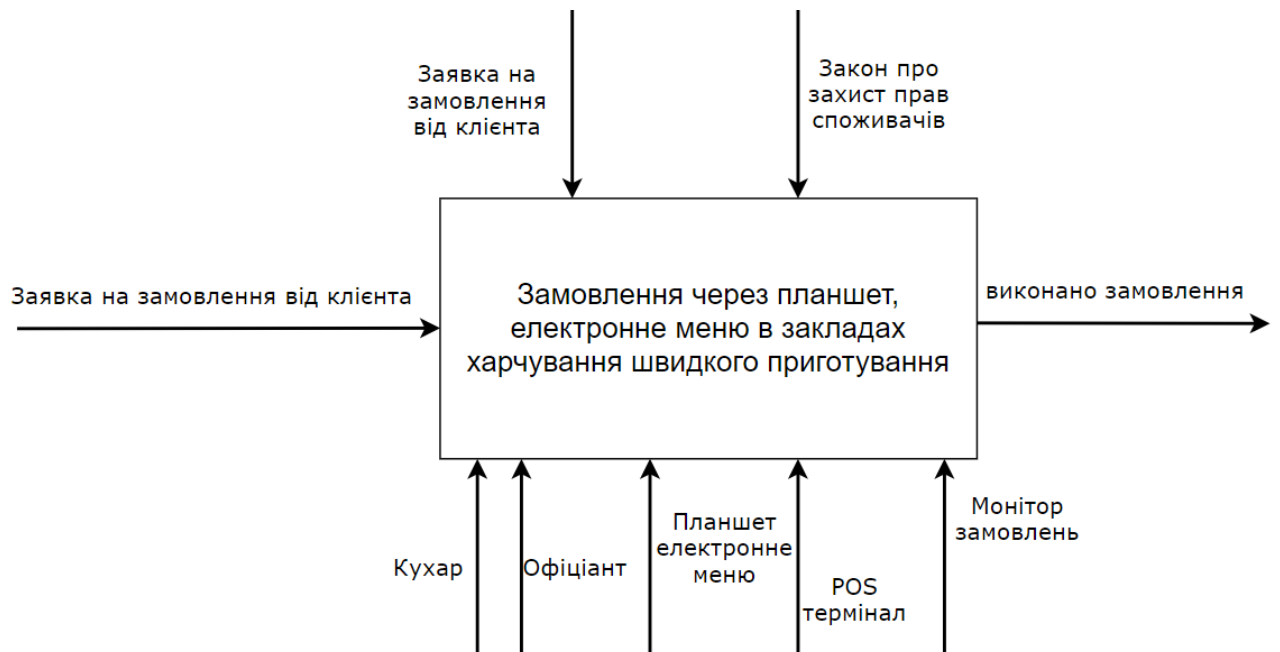 Заявка на
замовлення
від клієнта
Закон про
захист прав
споживачів
Заявка на замовлення від клієнта
Замовлення через планшет,
електронне меню в закладах
харчування швидкого приготування
виконано замовлення
Кухар
Офіціант
Планшет
електронне
меню
POS
термінал
Монітор
замовлень